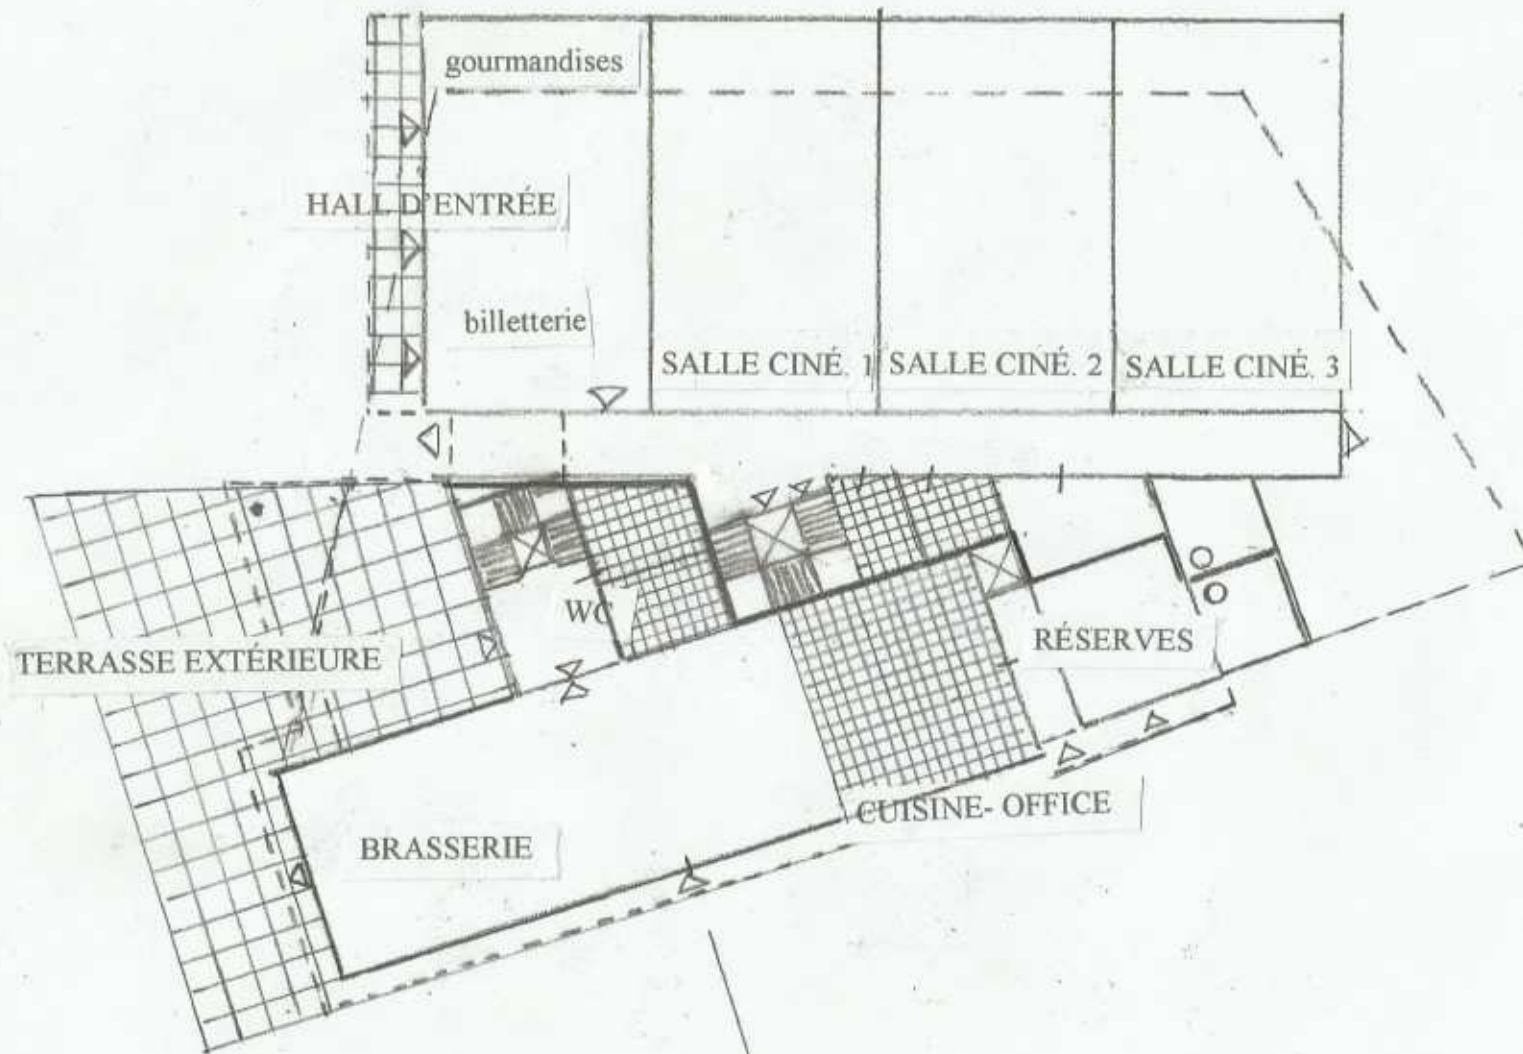 gourmandises
HALL D'ENTRÉE
billetterie
SALLE CINÉ. 1
SALLE CINÉ. 2
SALLE CINÉ. 3
WC
RÉSERVES
TERRASSE EXTÉRIEURE
CUISINE- OFFICE
BRASSERIE